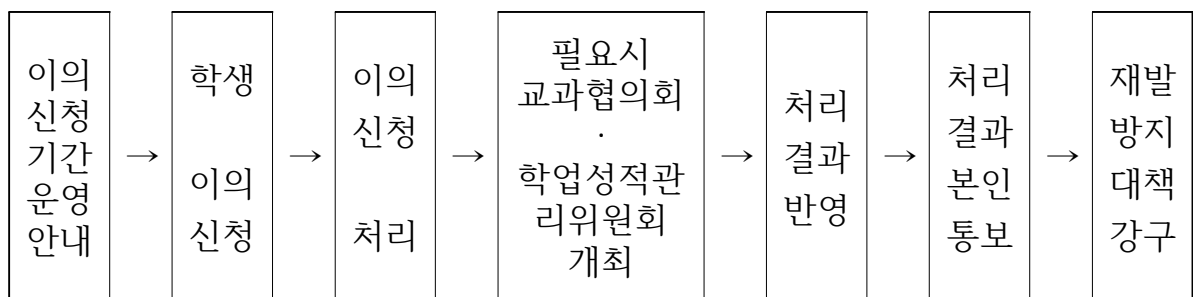 이의
신청
기간
운영
안내
→
학생
이의
신청
→
이의
신청
처리
→
필요시
교과협의회
·
학업성적관
리위원회
개최
→
처리
결과
반영
→
처리
결과
본인
통보
→
재발
방지
대책
강구